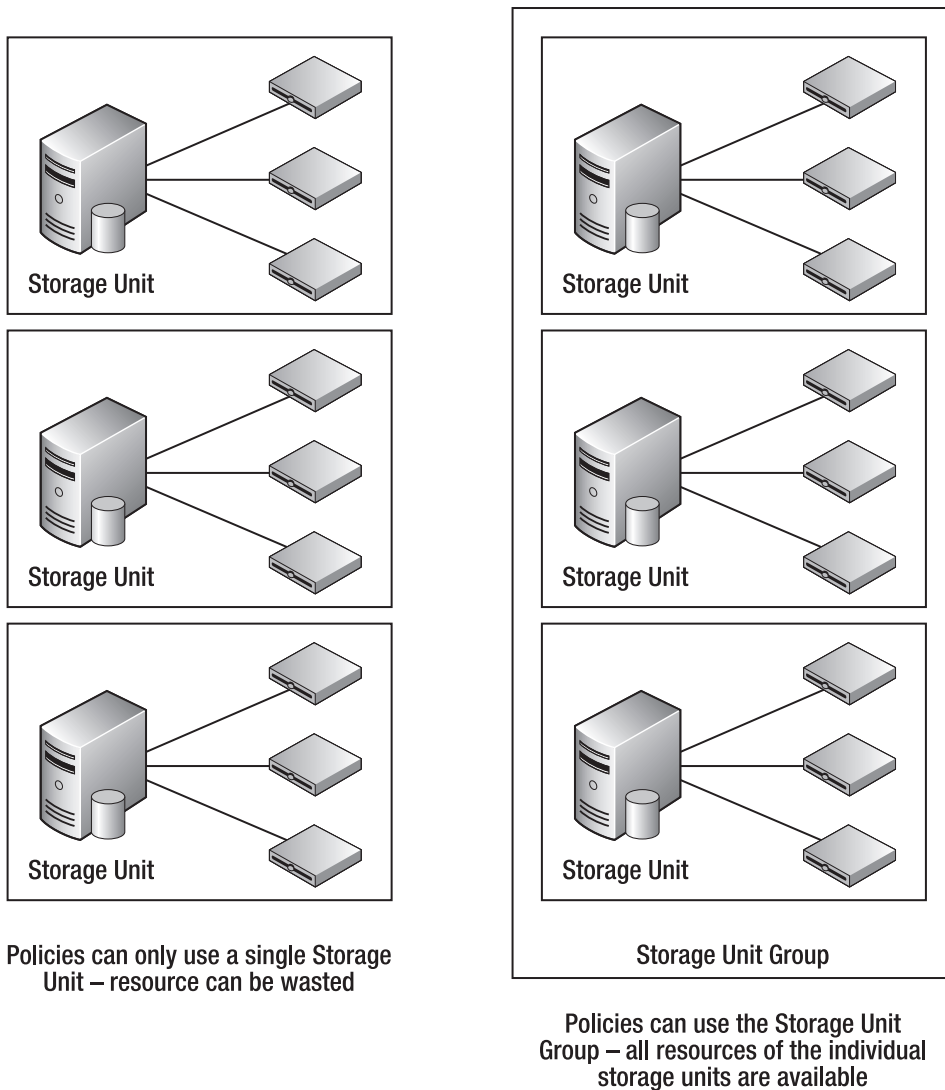 Storage Unit
Storage Unit
Storage Unit
Policies can only use a single Storage
Unit – resource can be wasted
Storage Unit
Storage Unit
Storage Unit
Storage Unit Group
Policies can use the Storage Unit
Group – all resources of the individual
storage units are available